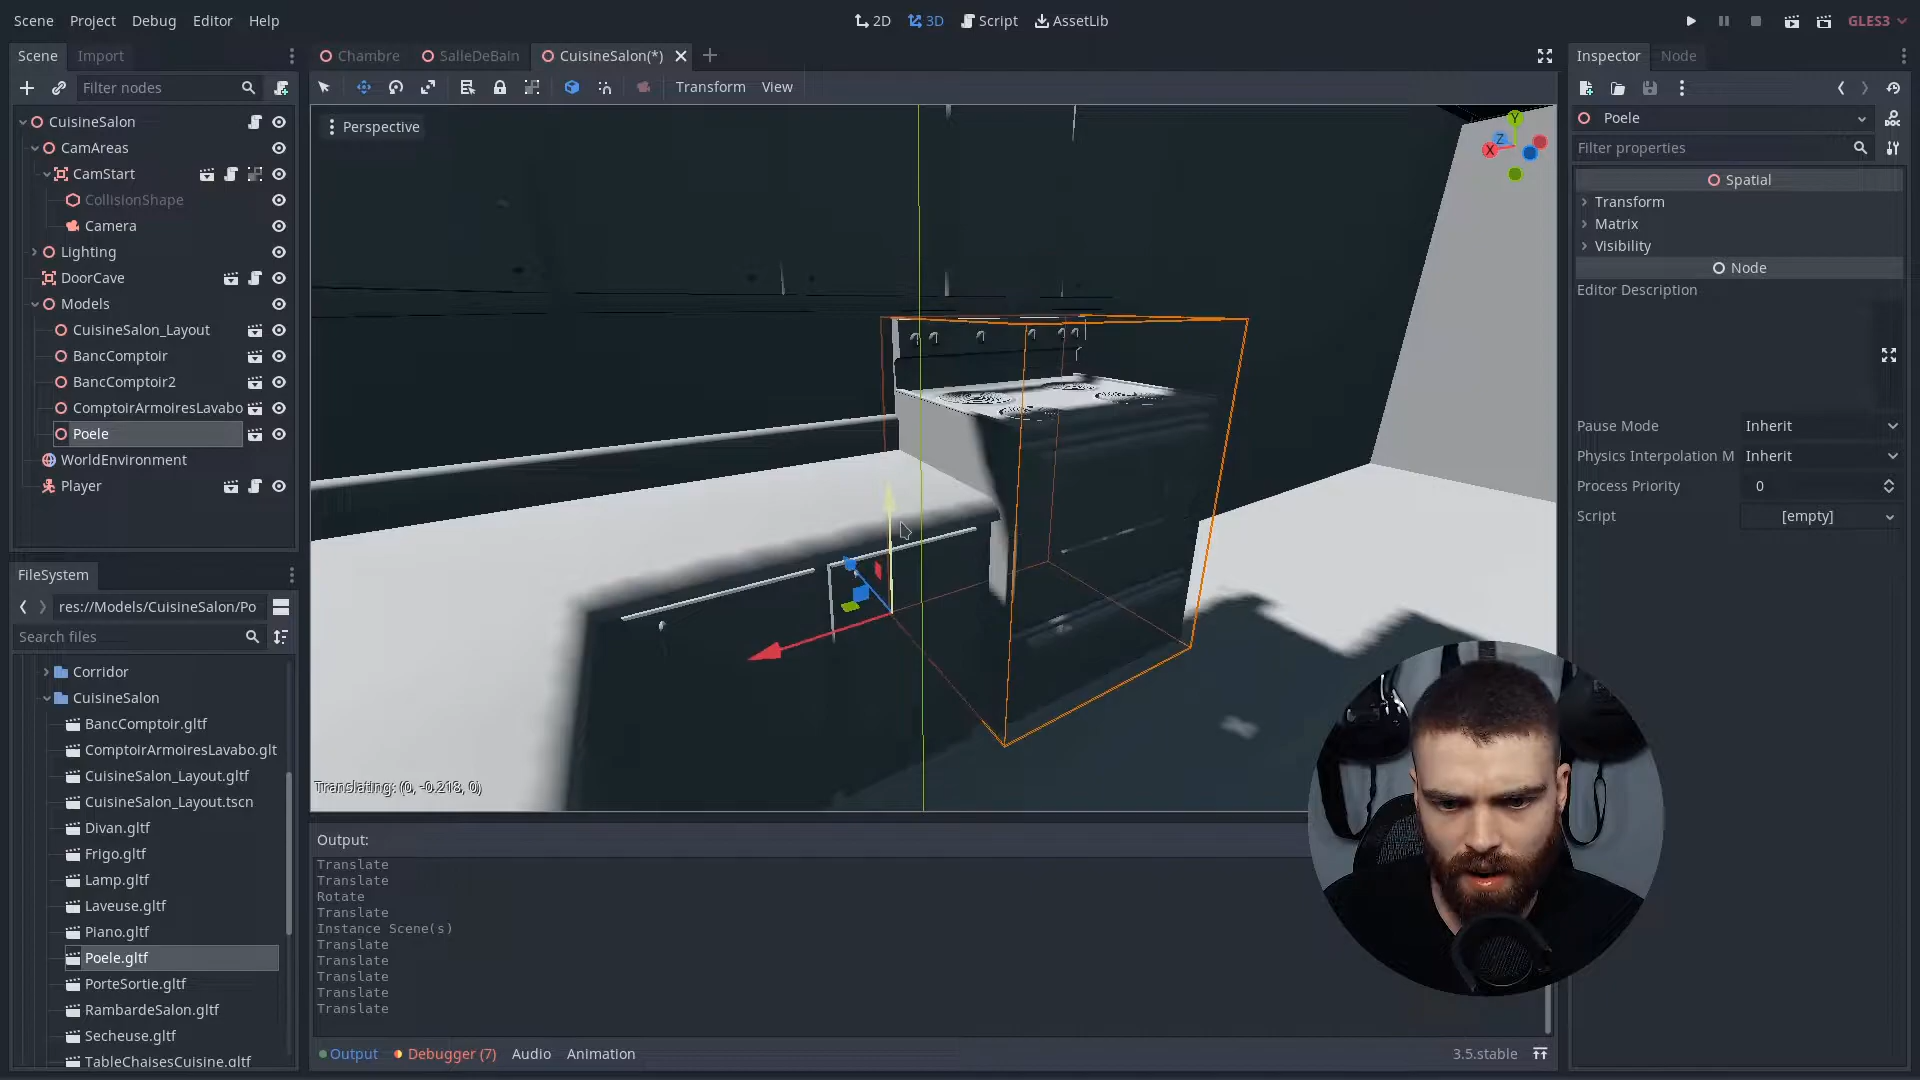 Scene Project Debug Editor Help
2D 3D Script AssetLib
GLES3
Scene Import
Chambre SalleDeBain CuisineSalon(*)
Inspector Node
Filter nodes
Transform View
CuisineSalon
CamAreas
CamStart
CollisionShape
Camera
Lighting
DoorCave
Models
CuisineSalon_Layout
BancComptoir
BancComptoir2
ComptoirArmoiresLavabo
Poele
WorldEnvironment
Player
FileSystem
res://Models/CuisineSalon/Po
Search files
Corridor
CuisineSalon
BancComptoir.gltf
ComptoirArmoiresLavabo.glt
CuisineSalon_Layout.gltf
CuisineSalon_Layout.tscn
Divan.gltf
Frigo.gltf
Lamp.gltf
Laveuse.gltf
Piano.gltf
Poele.gltf
PorteSortie.gltf
RambardeSalon.gltf
Secheuse.gltf
TableChaisesCuisine.gltf
Perspective
Y
Z
X
Translating: (0, -0.218, 0)
Output:
Translate
Translate
Rotate
Translate
Instance Scene(s)
Translate
Translate
Translate
Translate
Translate
Output Debugger (7) Audio Animation
3.5.stable
Poele
Filter properties
Spatial
Transform
Matrix
Visibility
Node
Editor Description
Pause Mode Inherit
Physics Interpolation M Inherit
Process Priority 0
Script [empty]